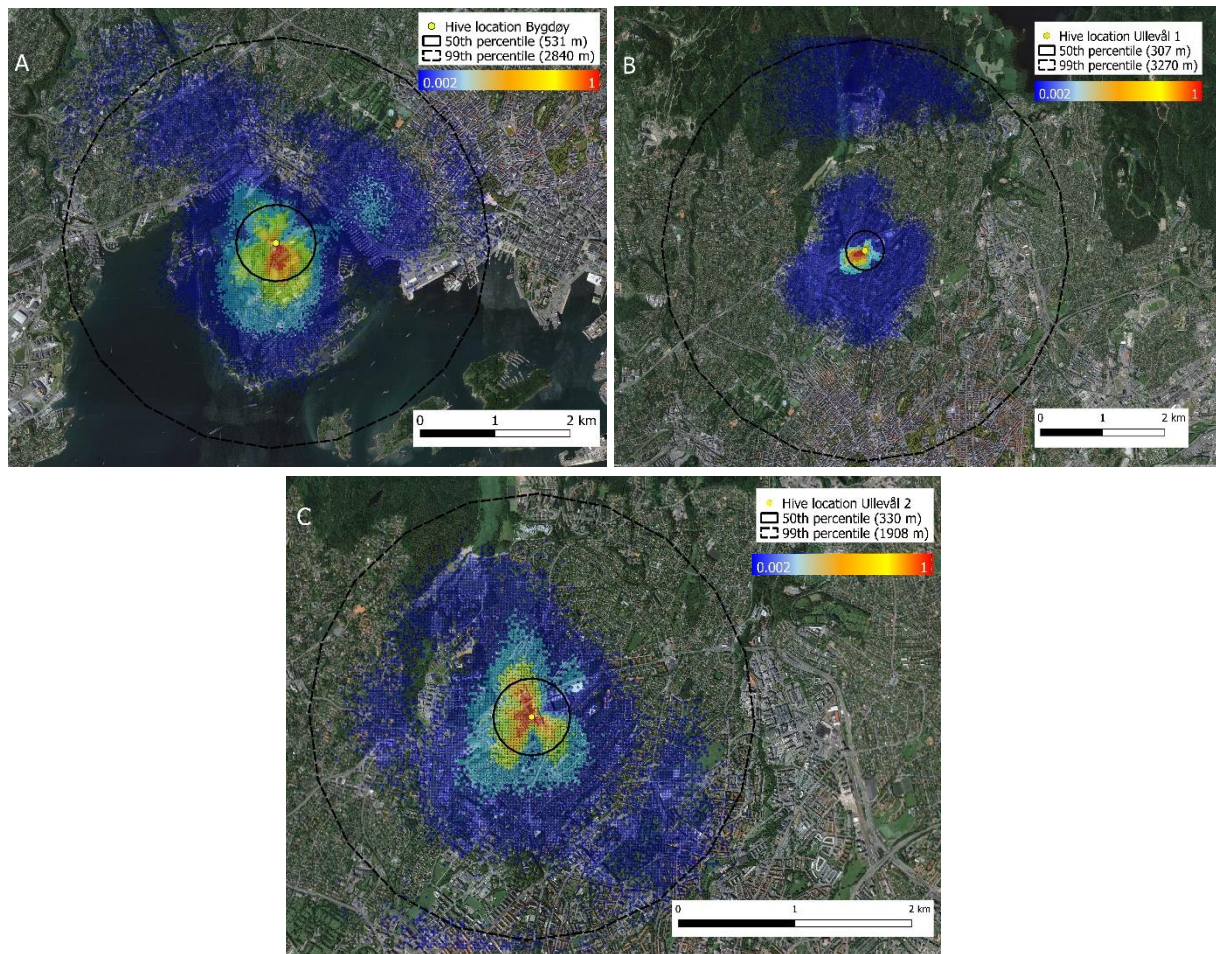 A
Hive location Bygdøy
50th percentile (531 m)
99th percentile (2840 m)
0.002 1
0 1 2 km
B
Hive location Ullevål 1
50th percentile (307 m)
99th percentile (3270 m)
0.002 1
0 1 2 km
C
Hive location Ullevål 2
50th percentile (330 m)
99th percentile (1908 m)
0.002 1
0 1 2 km